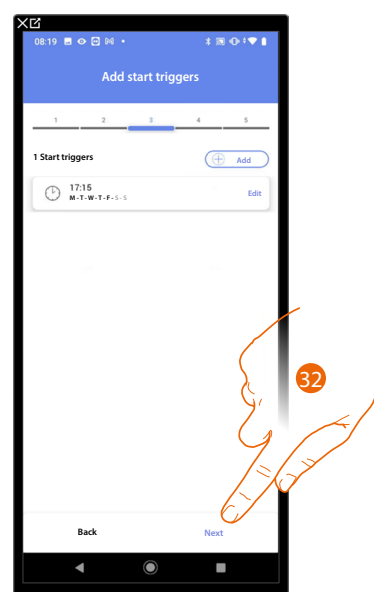 08:19
Add start triggers
1 2 3 4 5
1 Start triggers
Add
17:15
M-T-W-T-F-S-S
Edit
32
Back Next